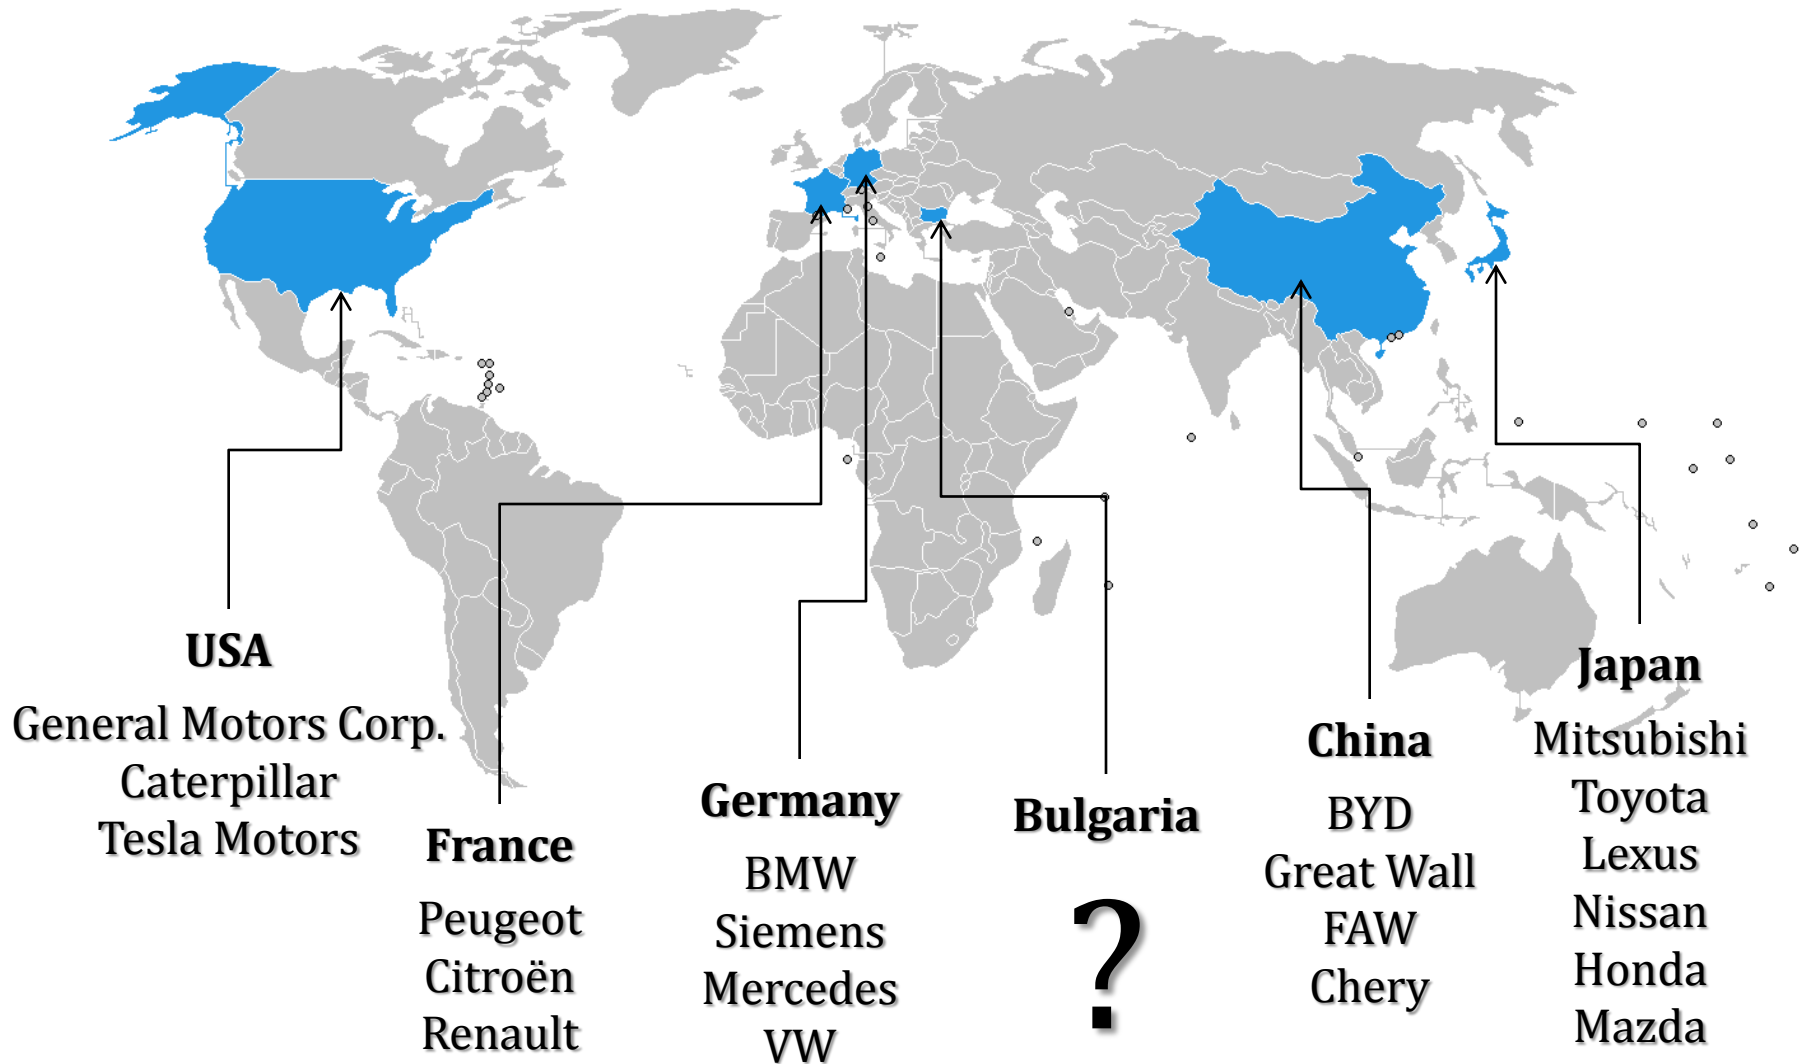 USA
General Motors Corp.
Caterpillar
Tesla Motors
France
Peugeot
Citroën
Renault
Germany
BMW
Siemens
Mercedes
VW
Bulgaria
?
China
BYD
Great Wall
FAW
Chery
Japan
Mitsubishi
Toyota
Lexus
Nissan
Honda
Mazda